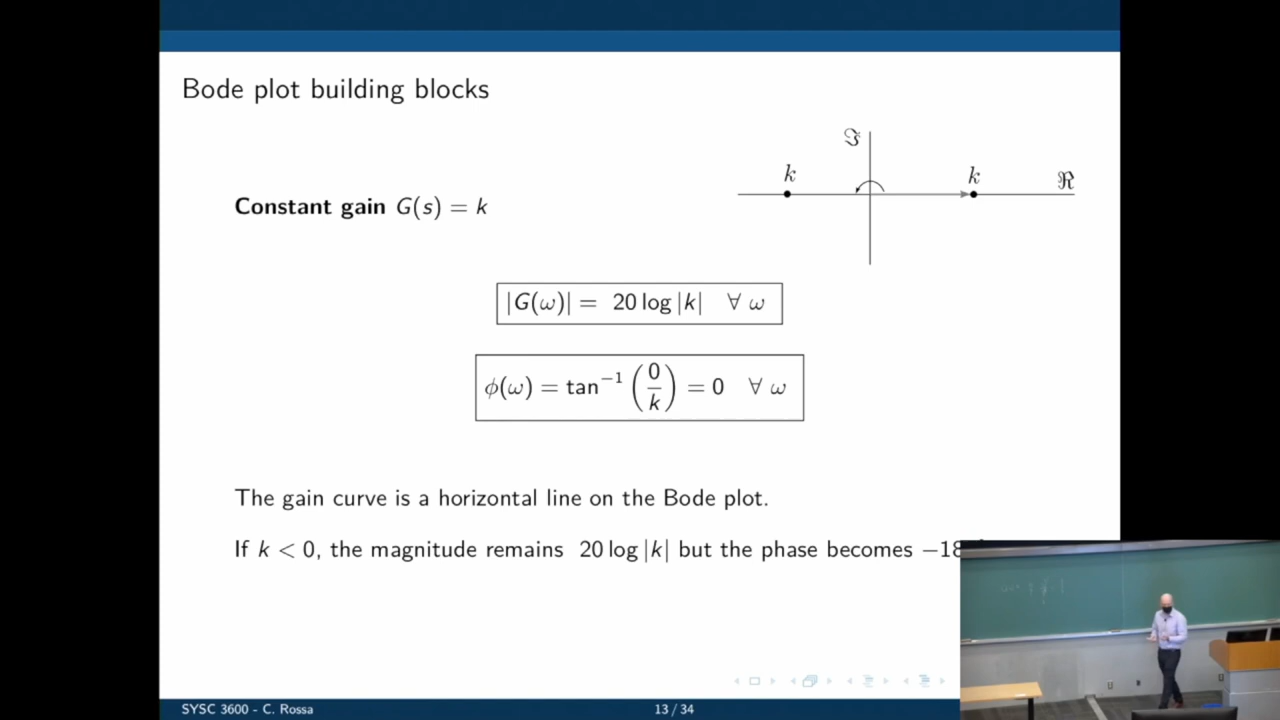 Bode plot building blocks
ℑ
k
k
ℜ
Constant gain G(s) = k
|G(ω)| = 20 log |k| ∀ ω
ϕ(ω) = tan⁻¹ (0/k) = 0 ∀ ω
The gain curve is a horizontal line on the Bode plot.
If k < 0, the magnitude remains 20 log |k| but the phase becomes −18
SYSC 3600 - C. Rossa
13 / 34